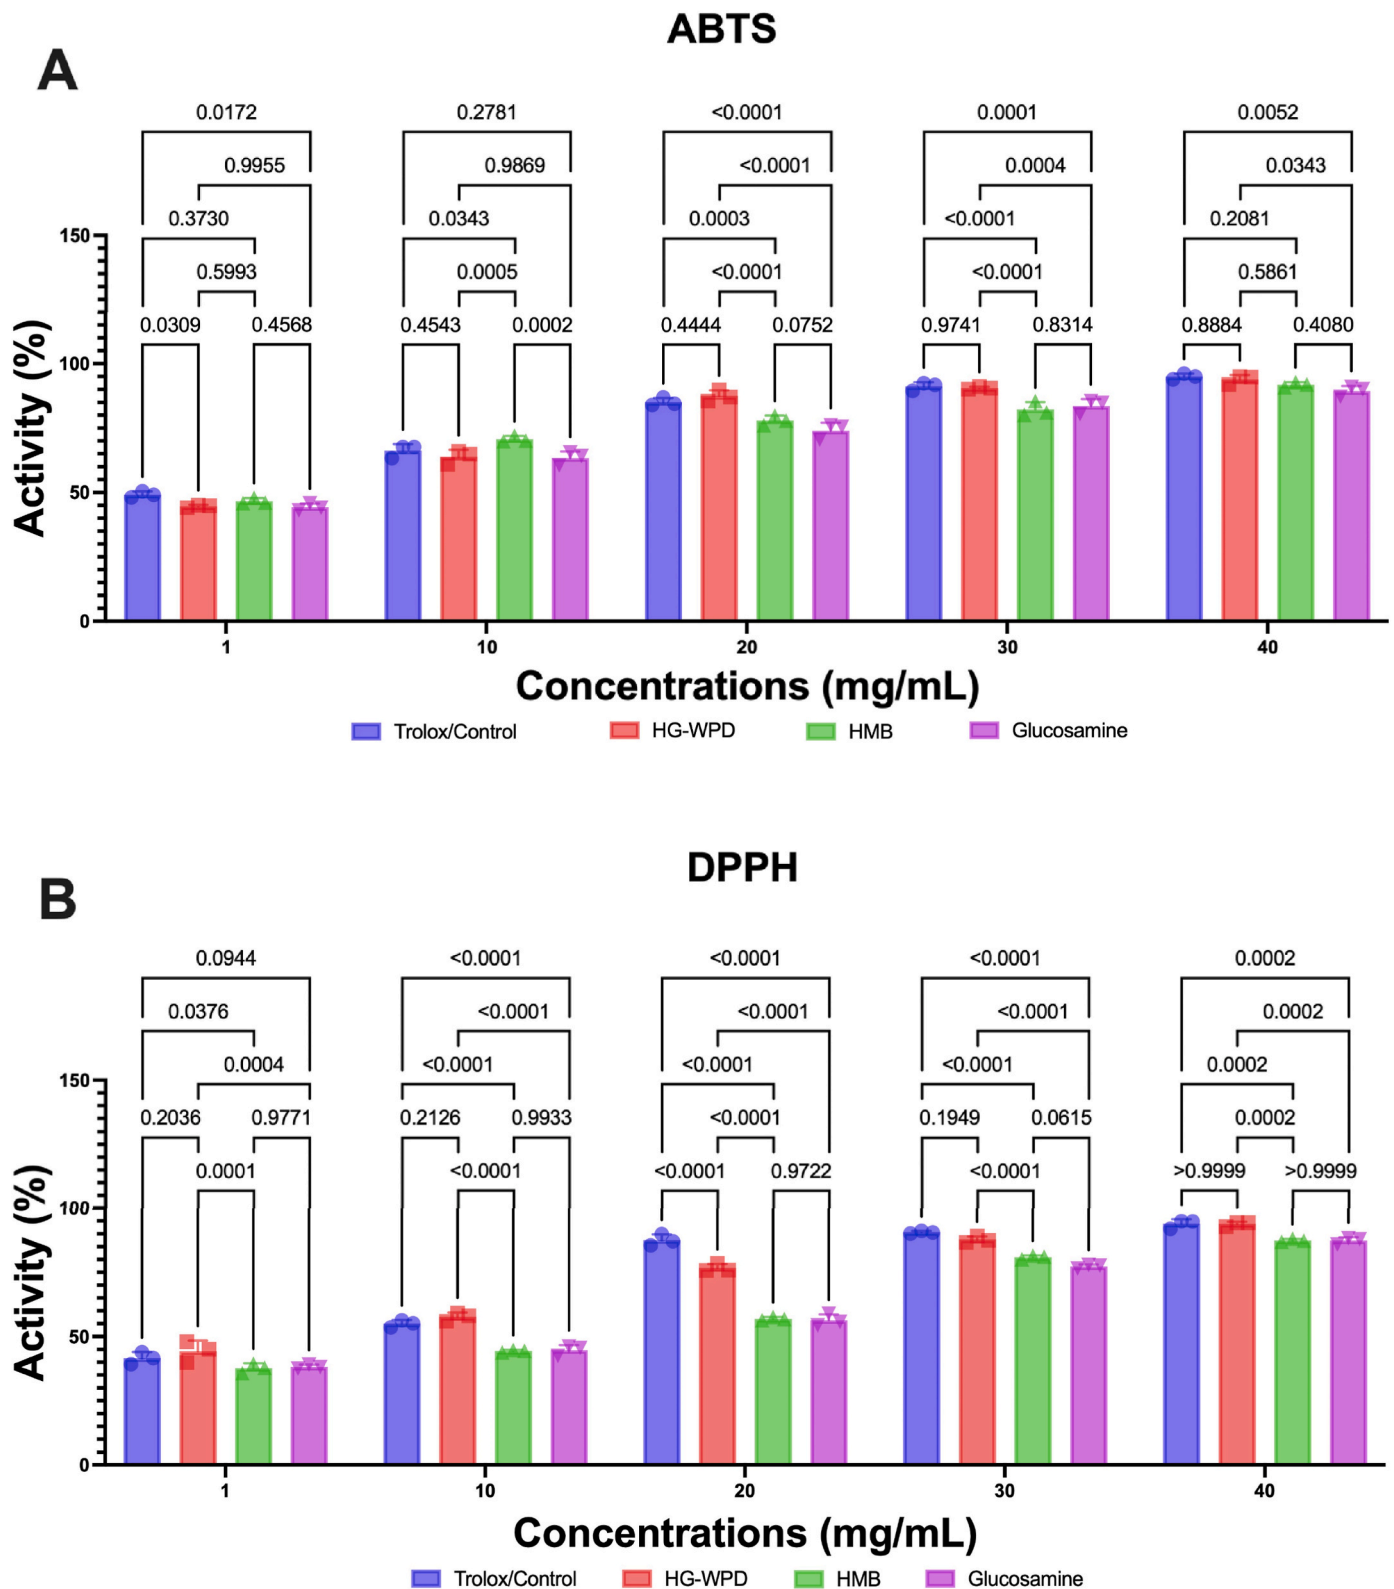 ABTS
A
0.0172 0.2781 <0.0001 0.0001 0.0052
0.9955 0.9869 <0.0001 0.0004 0.0343
0.3730 0.0343 0.0003 <0.0001 0.2081
150
0.5993 0.0005 <0.0001 <0.0001 0.5861
0.0309 0.4568 0.4543 0.0002 0.4444 0.0752 0.9741 0.8314 0.8884 0.4080
100
Activity (%)
50
0
1 10 20 30 40
Concentrations (mg/mL)
Trolox/Control HG-WPD HMB Glucosamine
DPPH
B
0.0944 <0.0001 <0.0001 <0.0001 0.0002
0.0376 <0.0001 <0.0001 <0.0001 0.0002
0.0004 <0.0001 <0.0001 <0.0001 0.0002
150
0.2036 0.9771 0.2126 0.9933 <0.0001 0.1949 0.0615 0.0002
0.0001 <0.0001 <0.0001 0.9722 <0.0001 >0.9999 >0.9999
100
Activity (%)
50
0
1 10 20 30 40
Concentrations (mg/mL)
Trolox/Control HG-WPD HMB Glucosamine